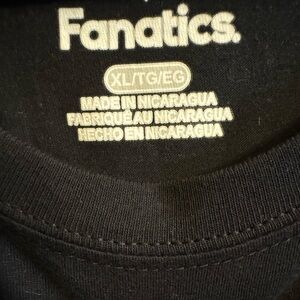 Fanatics.
XL/TG/EG
MADE IN NICARAGUA
FABRIQUÉ AU NICARAGUA
HECHO EN NICARAGUA